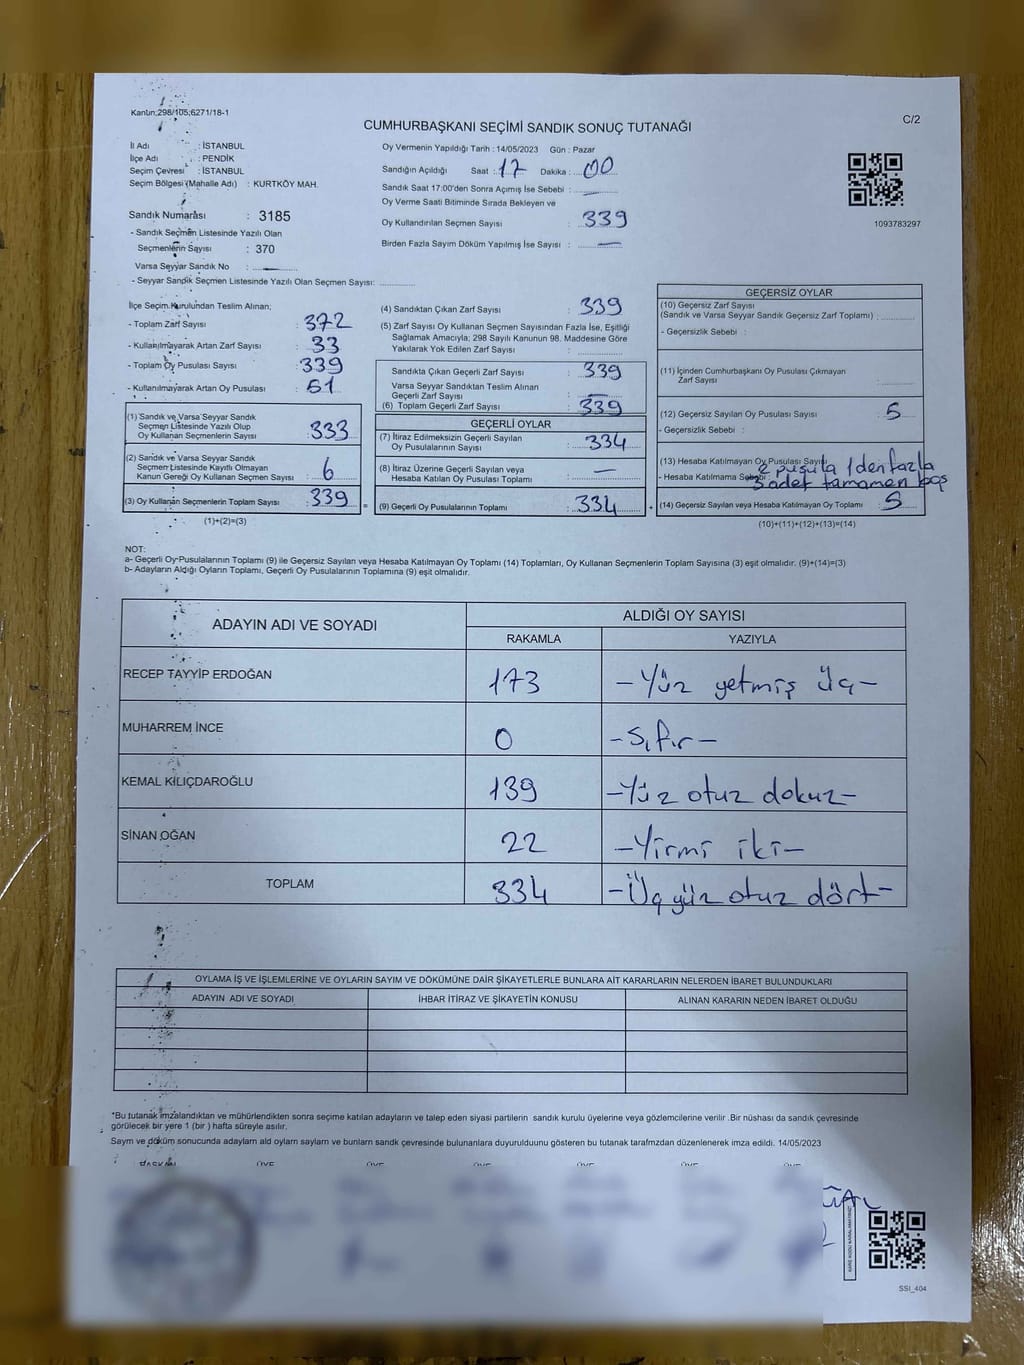 Kanun:298/105;6271/18-1
CUMHURBAŞKANI SEÇİMİ SANDIK SONUÇ TUTANAĞI
C/2
İl Adı : İSTANBUL
İlçe Adı : PENDİK
Seçim Çevresi : İSTANBUL
Seçim Bölgesi (Mahalle Adı) : KURTKÖY MAH.
Sandık Numarası : 3185
- Sandık Seçmen Listesinde Yazılı Olan
Seçmenlerin Sayısı : 370
Varsa Seyyar Sandık No : —
- Seyyar Sandık Seçmen Listesinde Yazılı Olan Seçmen Sayısı: ............
Oy Vermenin Yapıldığı Tarih : 14/05/2023 Gün : Pazar
Sandığın Açıldığı Saat : 17 Dakika : 00
Sandık Saat 17:00'den Sonra Açımış İse Sebebi : —
Oy Verme Saati Bitiminde Sırada Bekleyen ve
Oy Kullandırılan Seçmen Sayısı : 339
Birden Fazla Sayım Döküm Yapılmış İse Sayısı : —
1093783297
İlçe Seçim Kurulundan Teslim Alınan;
- Toplam Zarf Sayısı : 372
- Kullanılmayarak Artan Zarf Sayısı : 33
- Toplam Oy Pusulası Sayısı : 339
- Kullanılmayarak Artan Oy Pusulası : 61
(1) Sandık ve Varsa Seyyar Sandık
Seçmen Listesinde Yazılı Olup
Oy Kullanan Seçmenlerin Sayısı : 333
(2) Sandık ve Varsa Seyyar Sandık
Seçmen Listesinde Kayıtlı Olmayan
Kanun Gereği Oy Kullanan Seçmen Sayısı : 6
(3) Oy Kullanan Seçmenlerin Toplam Sayısı : 339
(1)+(2)=(3)
(4) Sandıktan Çıkan Zarf Sayısı : 339
(5) Zarf Sayısı Oy Kullanan Seçmen Sayısından Fazla İse, Eşitliği
Sağlamak Amacıyla; 298 Sayılı Kanunun 98. Maddesine Göre
Yakılarak Yok Edilen Zarf Sayısı : ............
Sandıkta Çıkan Geçerli Zarf Sayısı : 339
Varsa Seyyar Sandıktan Teslim Alınan
Geçerli Zarf Sayısı : —
(6) Toplam Geçerli Zarf Sayısı : 339
GEÇERLİ OYLAR
(7) İtiraz Edilmeksizin Geçerli Sayılan
Oy Pusulalarının Sayısı : 334
(8) İtiraz Üzerine Geçerli Sayılan veya
Hesaba Katılan Oy Pusulası Toplamı : —
= (9) Geçerli Oy Pusulalarının Toplamı : 334 +
GEÇERSİZ OYLAR
(10) Geçersiz Zarf Sayısı
(Sandık ve Varsa Seyyar Sandık Geçersiz Zarf Toplamı) : ............
- Geçersizlik Sebebi :
(11) İçinden Cumhurbaşkanı Oy Pusulası Çıkmayan
Zarf Sayısı : ............
(12) Geçersiz Sayılan Oy Pusulası Sayısı : 5
- Geçersizlik Sebebi :
(13) Hesaba Katılmayan Oy Pusulası Sayısı
2 pusula 1 den fazla
- Hesaba Katılmama Sebebi :
3 adet tamamen boş
(14) Geçersiz Sayılan veya Hesaba Katılmayan Oy Toplamı : 5
(10)+(11)+(12)+(13)=(14)
NOT:
a- Geçerli Oy Pusulalarının Toplamı (9) ile Geçersiz Sayılan veya Hesaba Katılmayan Oy Toplamı (14) Toplamları, Oy Kullanan Seçmenlerin Toplam Sayısına (3) eşit olmalıdır. (9)+(14)=(3)
b- Adayların Aldığı Oyların Toplamı, Geçerli Oy Pusulalarının Toplamına (9) eşit olmalıdır.
ADAYIN ADI VE SOYADI
ALDIĞI OY SAYISI
RAKAMLA YAZIYLA
RECEP TAYYİP ERDOĞAN 173 -Yüz yetmiş üç-
MUHARREM İNCE 0 -Sıfır-
KEMAL KILIÇDAROĞLU 139 -Yüz otuz dokuz-
SİNAN OĞAN 22 -Yirmi iki-
TOPLAM 334 -Üç yüz otuz dört-
OYLAMA İŞ VE İŞLEMLERİNE VE OYLARIN SAYIM VE DÖKÜMÜNE DAİR ŞİKAYETLERLE BUNLARA AİT KARARLARIN NELERDEN İBARET BULUNDUKLARI
ADAYIN ADI VE SOYADI İHBAR İTİRAZ VE ŞİKAYETİN KONUSU ALINAN KARARIN NEDEN İBARET OLDUĞU
*Bu tutanak imzalandıktan ve mühürlendikten sonra seçime katılan adayların ve talep eden siyasi partilerin sandık kurulu üyelerine veya gözlemcilerine verilir .Bir nüshası da sandık çevresinde
görülecek bir yere 1 (bir ) hafta süreyle asılır.
Sayım ve döküm sonucunda adayların ald oyların sayların ve bunların sandk çevresinde bulunanlara duyurulduunu gösteren bu tutanak tarafmzdan düzenlenerek imza edildi. 14/05/2023
BAŞKAN ÜYE ÜYE ÜYE ÜYE ÜYE ÜYE
SSI_404